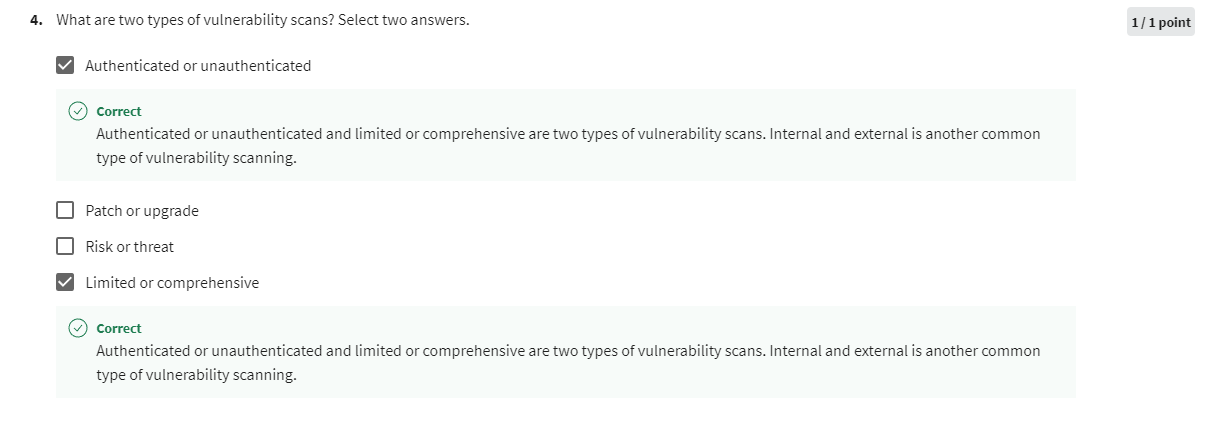 4. What are two types of vulnerability scans? Select two answers.
1 / 1 point
Authenticated or unauthenticated
Correct
Authenticated or unauthenticated and limited or comprehensive are two types of vulnerability scans. Internal and external is another common
type of vulnerability scanning.
Patch or upgrade
Risk or threat
Limited or comprehensive
Correct
Authenticated or unauthenticated and limited or comprehensive are two types of vulnerability scans. Internal and external is another common
type of vulnerability scanning.